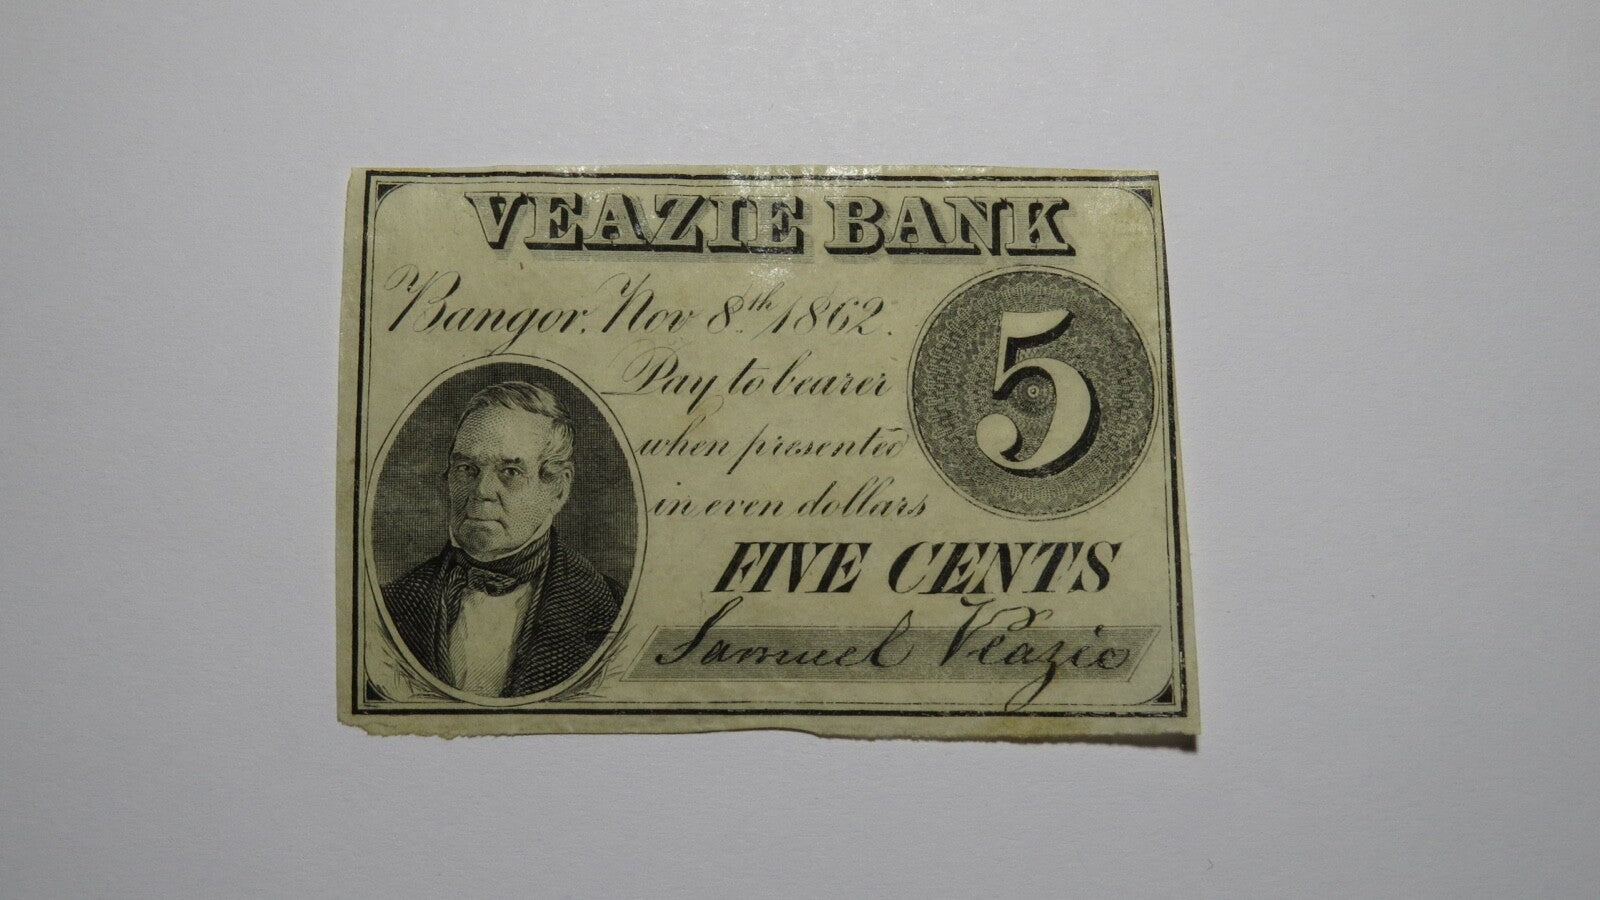 VEAZIE BANK
Bangor, Nov 8th 1862.
5
Pay to bearer
when presented
in even dollars
FIVE CENTS
Samuel Veazie